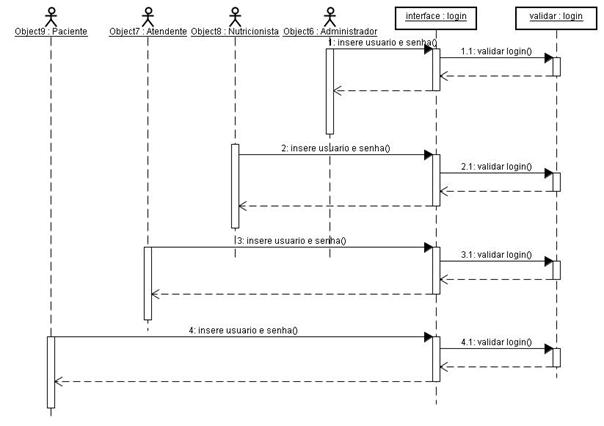 Object9 : Paciente
Object7 : Atendente
Object8 : Nutricionista
Object6 : Administrador
interface : login
validar : login
1: insere usuario e senha()
1.1: validar login()
2: insere usuario e senha()
2.1: validar login()
3: insere usuario e senha()
3.1: validar login()
4: insere usuario e senha()
4.1: validar login()